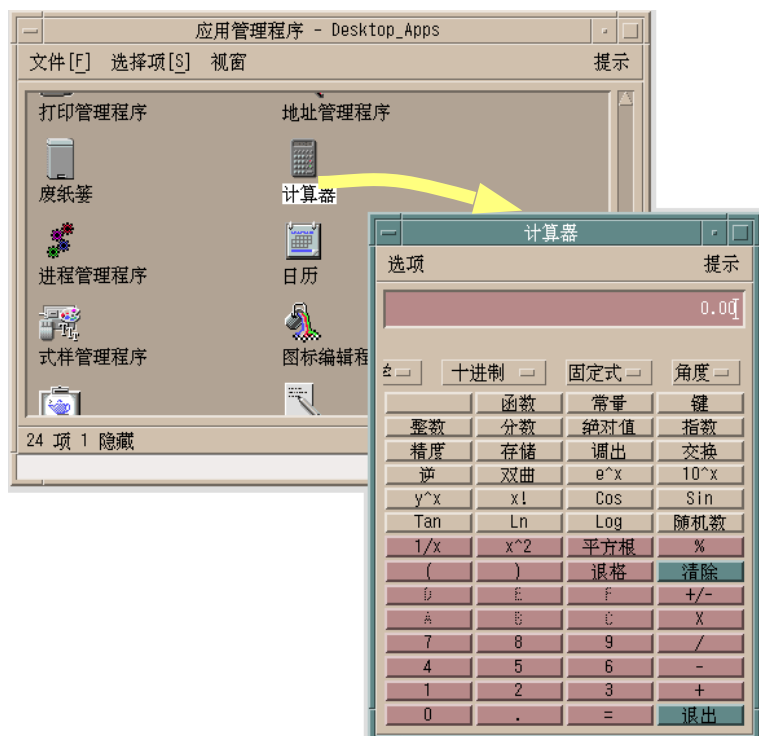 应用管理程序 - Desktop_Apps
文件[F] 选择项[S] 视窗 提示
打印管理程序 地址管理程序
废纸篓 计算器
进程管理程序 日历
式样管理程序 图标编辑程
24 项 1 隐藏
计算器
选项 提示
0.00
十进制 固定式 角度
函数 常量 键
整数 分数 绝对值 指数
精度 存储 调出 交换
逆 双曲 e^x 10^x
y^x x! Cos Sin
Tan Ln Log 随机数
1/x x^2 平方根 %
( ) 退格 清除
D E F +/-
A B C X
7 8 9 /
4 5 6 -
1 2 3 +
0 . = 退出